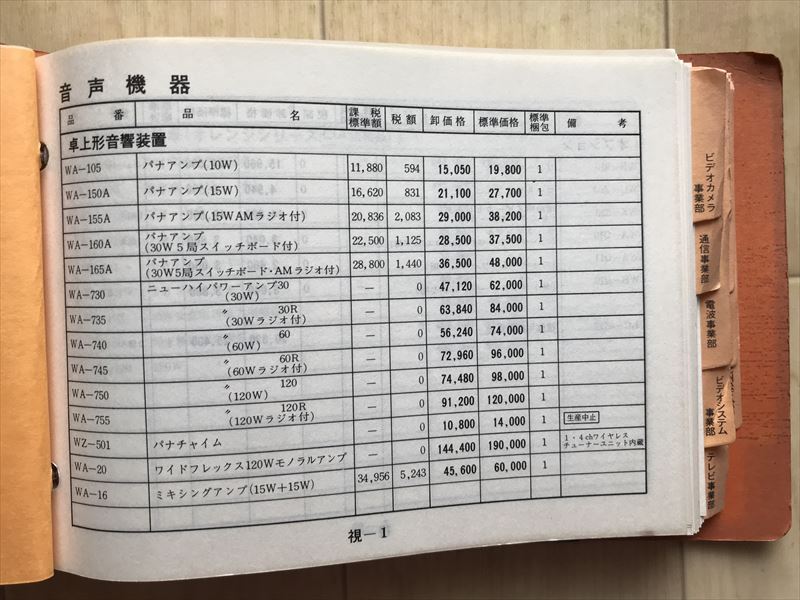 音声機器
品番 品名 課税標準額 税額 卸価格 標準価格 標準梱包 備考
卓上形音響装置
WA-105 パナアンプ(10W) 11,880 594 15,050 19,800 1
WA-150A パナアンプ(15W) 16,620 831 21,100 27,700 1
WA-155A パナアンプ(15WAMラジオ付) 20,836 2,083 29,000 38,200 1
WA-160A パナアンプ
(30W5局スイッチボード付) 22,500 1,125 28,500 37,500 1
WA-165A パナアンプ
(30W5局スイッチボード・AMラジオ付) 28,800 1,440 36,500 48,000 1
WA-730 ニューハイパワーアンプ30
(30W) — 0 47,120 62,000 1
WA-735 〃 30R
(30Wラジオ付) — 0 63,840 84,000 1
WA-740 〃 60
(60W) — 0 56,240 74,000 1
WA-745 〃 60R
(60Wラジオ付) — 0 72,960 96,000 1
WA-750 〃 120
(120W) — 0 74,480 98,000 1
WA-755 〃 120R
(120Wラジオ付) — 0 91,200 120,000 1
WZ-501 パナチャイム — 0 10,800 14,000 1 生産中止
WA-20 ワイドフレックス120Wモノラルアンプ — 0 144,400 190,000 1 1・4chワイヤレス
チューナーユニット内蔵
WA-16 ミキシングアンプ(15W+15W) 34,956 5,243 45,600 60,000 1
視-1
ビデオカメラ
事業部
通信事業部
電波事業部
ビデオシステム
事業部
テレビ事業部